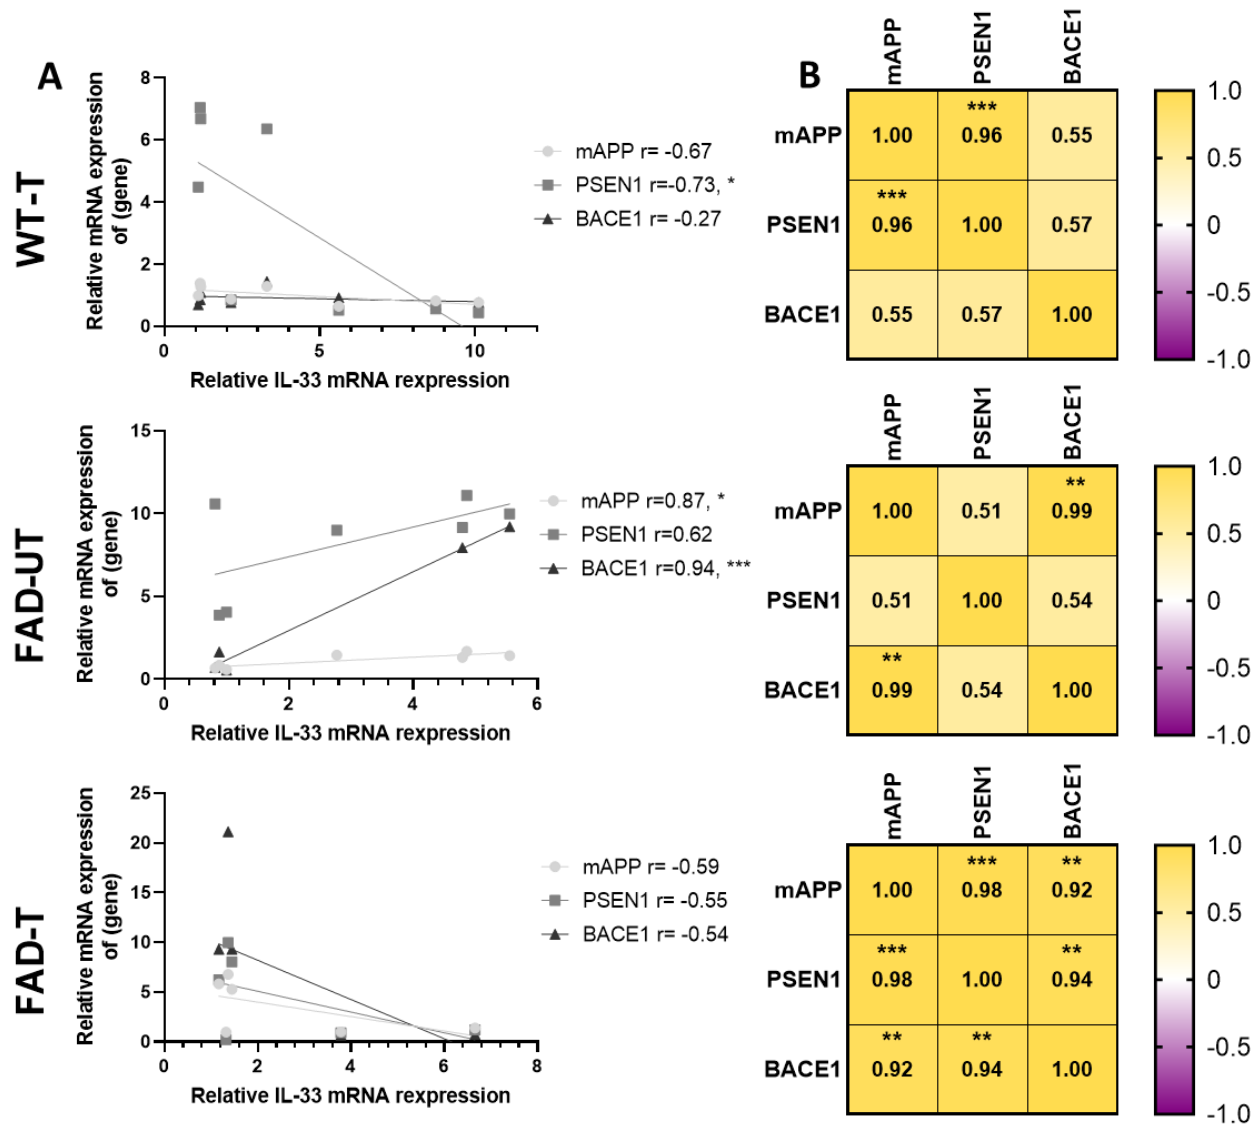 A
B
WT-T
Relative mRNA expression
of (gene)
8
6
4
2
0
0 5 10
Relative IL-33 mRNA rexpression
mAPP r= -0.67
PSEN1 r=-0.73, *
BACE1 r= -0.27
mAPP PSEN1 BACE1
mAPP 1.00 *** 0.96 0.55
PSEN1 *** 0.96 1.00 0.57
BACE1 0.55 0.57 1.00
1.0
0.5
0
-0.5
-1.0
FAD-UT
Relative mRNA expression
of (gene)
15
10
5
0
0 2 4 6
Relative IL-33 mRNA rexpression
mAPP r=0.87, *
PSEN1 r=0.62
BACE1 r=0.94, ***
mAPP PSEN1 BACE1
mAPP 1.00 0.51 ** 0.99
PSEN1 0.51 1.00 0.54
BACE1 ** 0.99 0.54 1.00
1.0
0.5
0
-0.5
-1.0
FAD-T
Relative mRNA expression
of (gene)
25
20
15
10
5
0
0 2 4 6 8
Relative IL-33 mRNA rexpression
mAPP r= -0.59
PSEN1 r= -0.55
BACE1 r= -0.54
mAPP PSEN1 BACE1
mAPP 1.00 *** 0.98 ** 0.92
PSEN1 *** 0.98 1.00 ** 0.94
BACE1 ** 0.92 ** 0.94 1.00
1.0
0.5
0
-0.5
-1.0